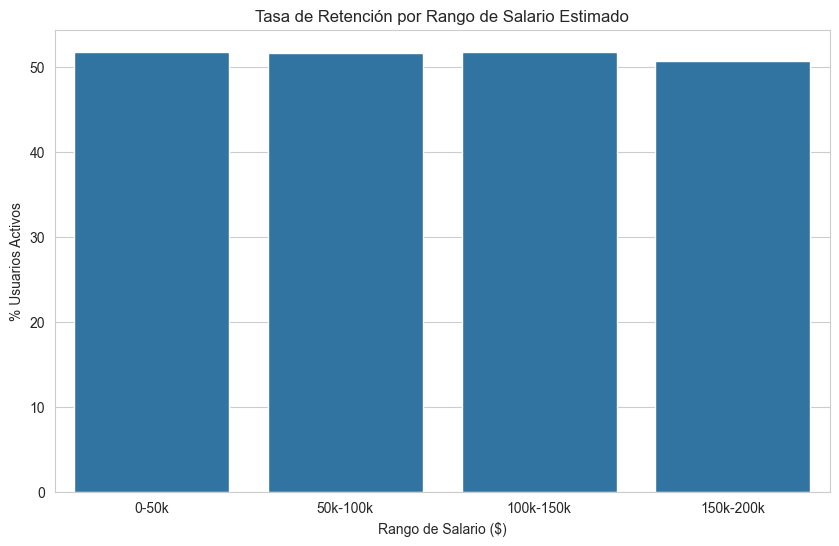 Tasa de Retención por Rango de Salario Estimado
% Usuarios Activos
50
40
30
20
10
0
0-50k
50k-100k
100k-150k
150k-200k
Rango de Salario ($)